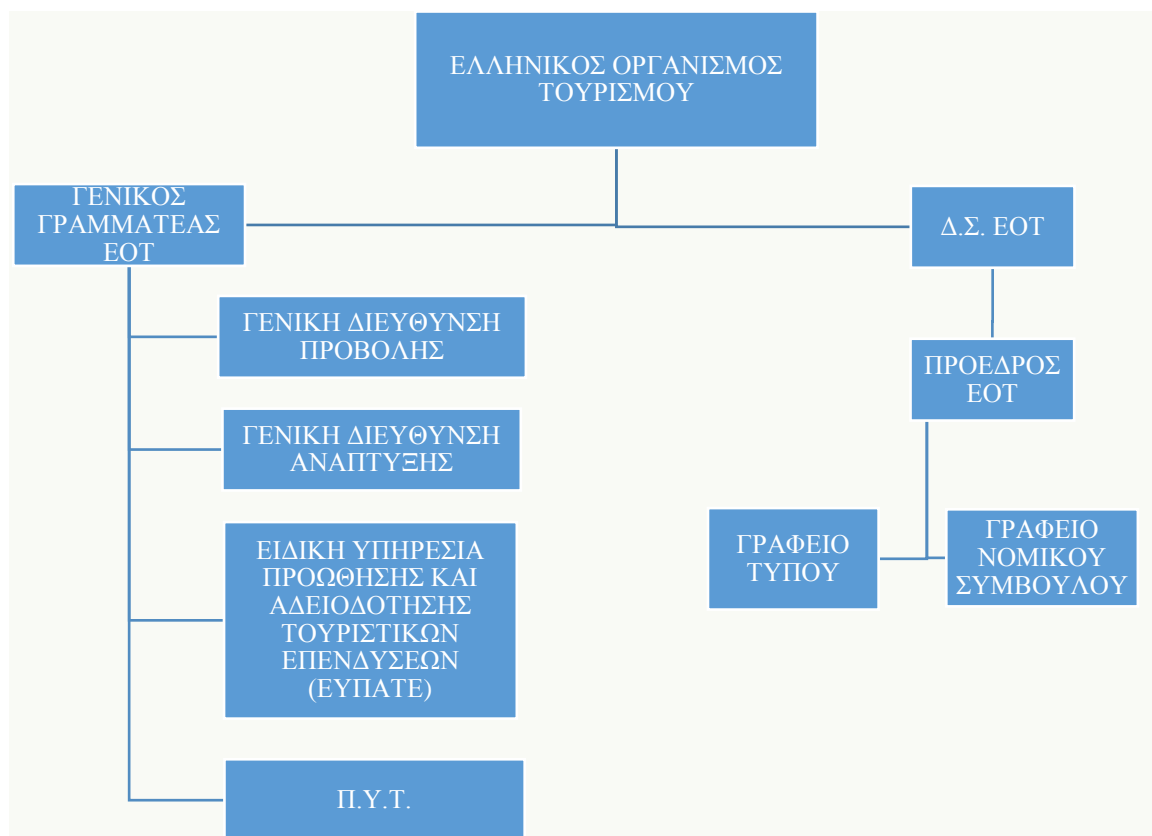 ΕΛΛΗΝΙΚΟΣ ΟΡΓΑΝΙΣΜΟΣ
ΤΟΥΡΙΣΜΟΥ
ΓΕΝΙΚΟΣ
ΓΡΑΜΜΑΤΕΑΣ
ΕΟΤ
Δ.Σ. ΕΟΤ
ΓΕΝΙΚΗ ΔΙΕΥΘΥΝΣΗ
ΠΡΟΒΟΛΗΣ
ΠΡΟΕΔΡΟΣ
ΕΟΤ
ΓΕΝΙΚΗ ΔΙΕΥΘΥΝΣΗ
ΑΝΑΠΤΥΞΗΣ
ΕΙΔΙΚΗ ΥΠΗΡΕΣΙΑ
ΠΡΟΩΘΗΣΗΣ ΚΑΙ
ΑΔΕΙΟΔΟΤΗΣΗΣ
ΤΟΥΡΙΣΤΙΚΩΝ
ΕΠΕΝΔΥΣΕΩΝ
(ΕΥΠΑΤΕ)
ΓΡΑΦΕΙΟ
ΤΥΠΟΥ
ΓΡΑΦΕΙΟ
ΝΟΜΙΚΟΥ
ΣΥΜΒΟΥΛΟΥ
Π.Υ.Τ.